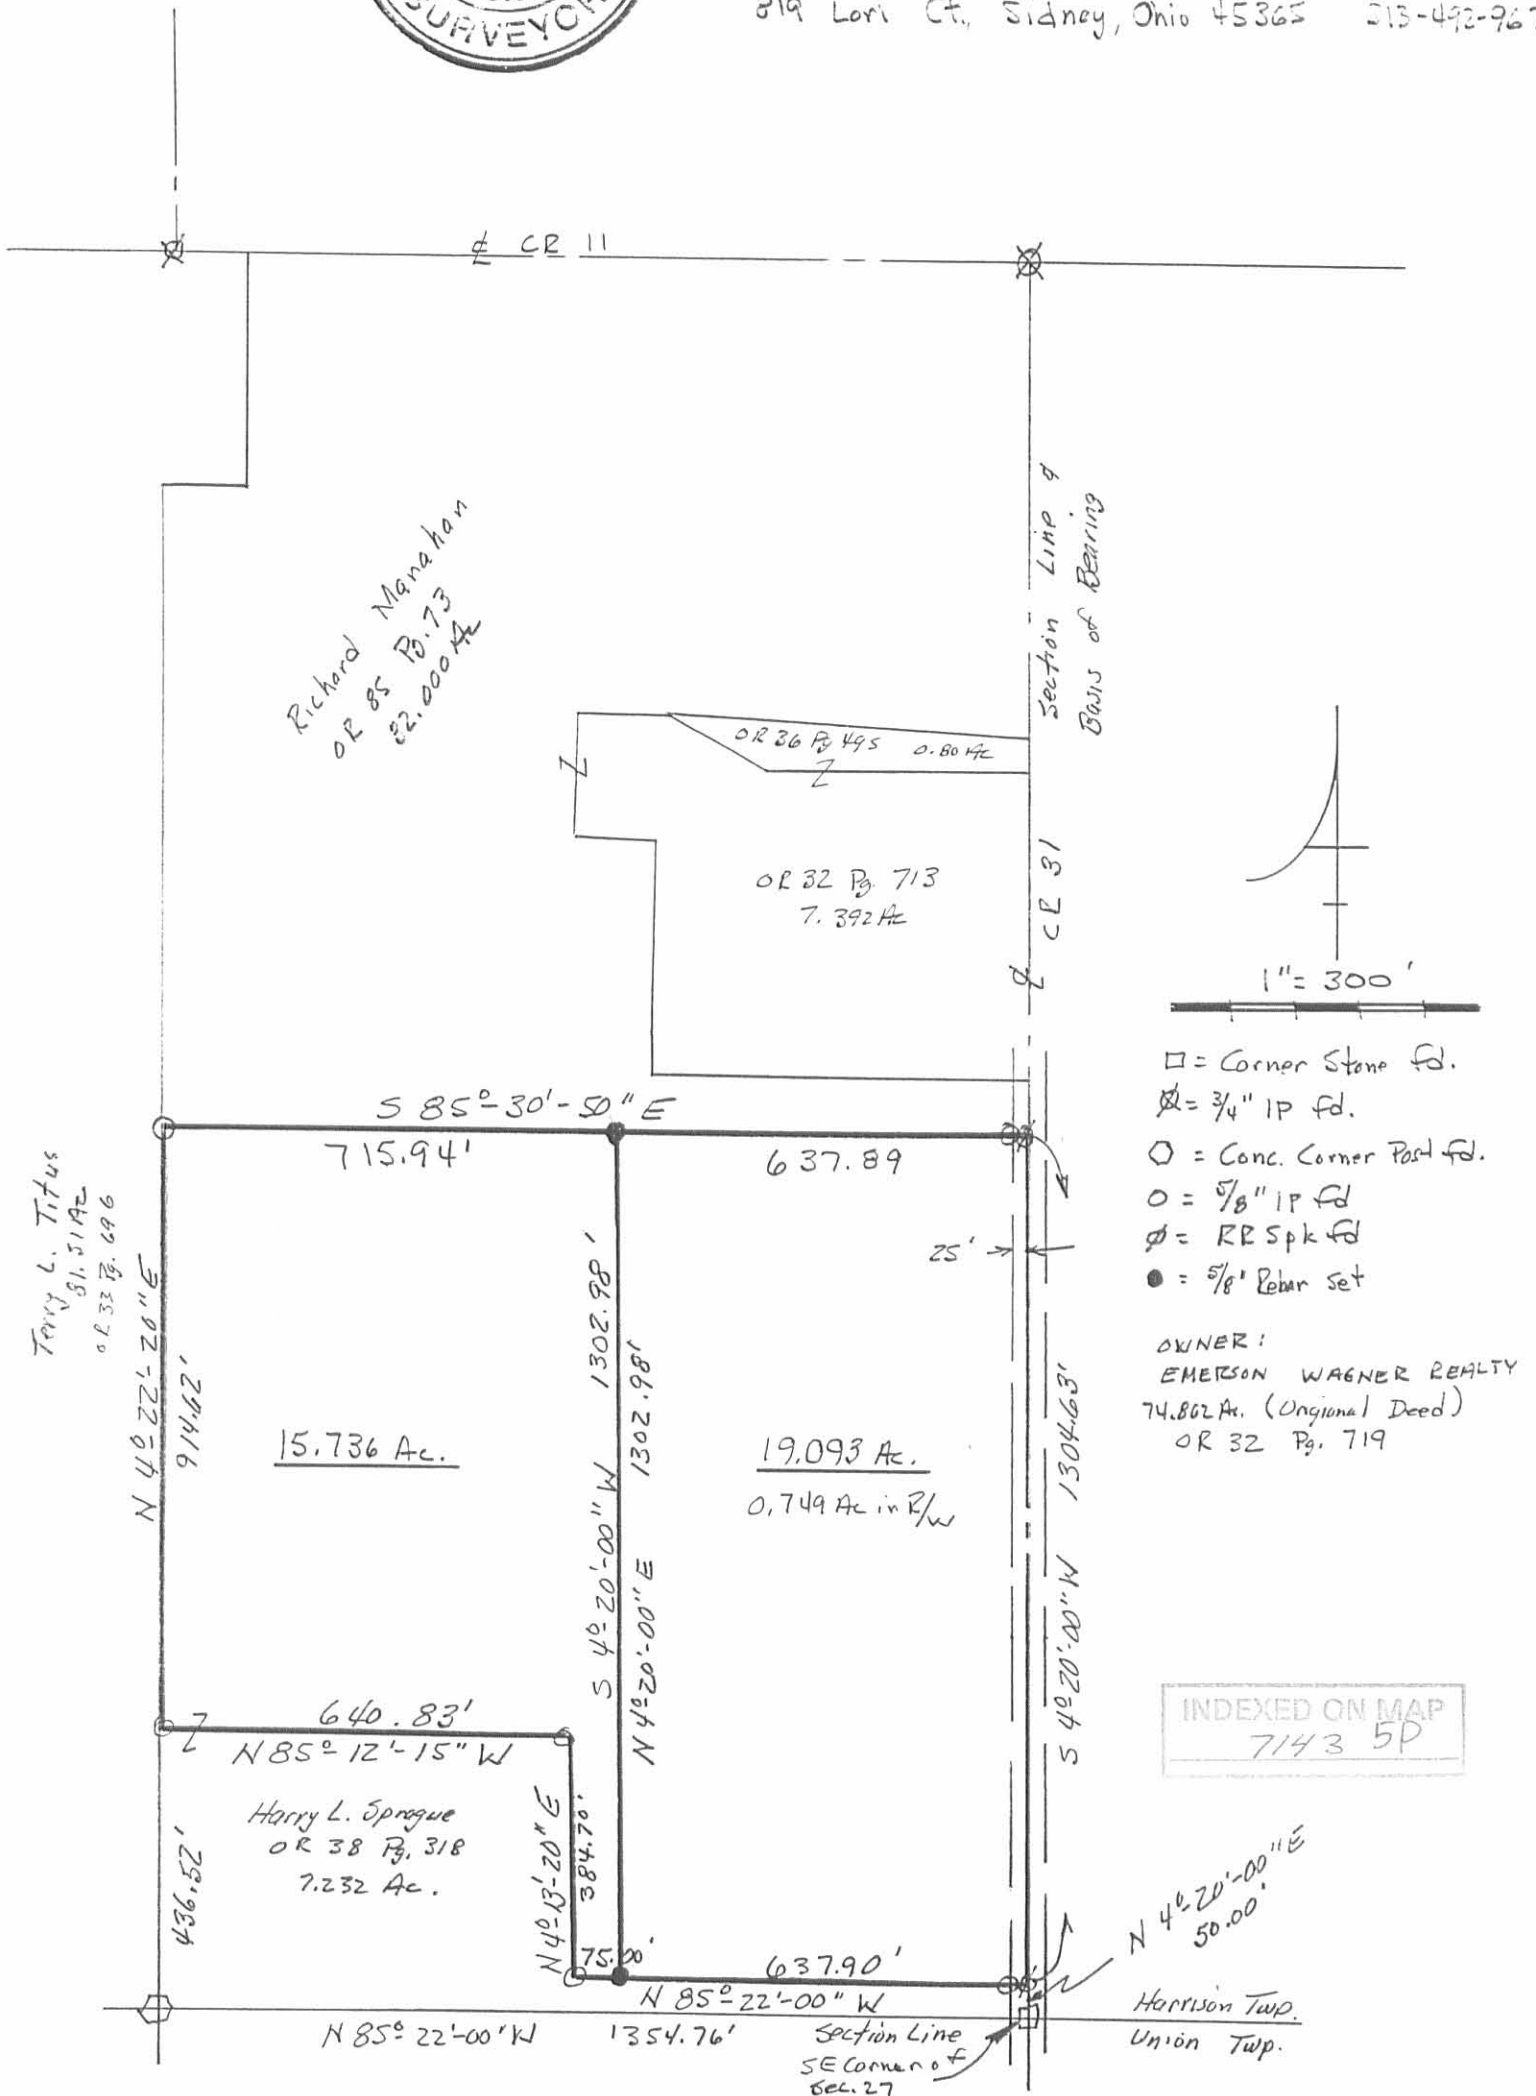 SURVEYOR
819 Lori Ct., Sidney, Ohio 45365
℄ CR 11
Richard Manahan
OR 85 Pg. 73
Section Line ℄
Basis of Bearing
OR 36 Pg 495 0.80 Ac
OR 32 Pg. 713
7.392 Ac
℄ CR 31
1" = 300'
□ = Corner Stone fd.
= 3/4" IP fd.
⬡ = Conc. Corner Post fd.
○ = 5/8" IP fd
ø = RR Spk fd
● = 5/8' Rebar set
OWNER:
EMERSON WAGNER REALTY
74.862 Ac. (Origional Deed)
OR 32 Pg. 719
S 85°-30'-50" E
715.94'
637.89
25'
Terry L. Titus
81.51 Ac
OR 33 Pg. 696
N 4°-22'-20" E
914.62'
15.736 Ac.
S 4°-20'-00" W 1302.98'
N 4°-20'-00" E 1302.98'
19.093 Ac.
0.749 Ac in R/W
S 4°-20'-00" W 1304.63'
640.83'
N 85°-12'-15" W
Harry L. Sprague
OR 38 Pg. 318
7.232 Ac.
436.52'
N 4°-13'-20" E
384.70'
75.00'
637.90'
N 85°-22'-00" W
INDEXED ON MAP
7143 5P
N 4°-20'-00" E
50.00'
Harrison Twp.
Union Twp.
N 85°-22'-00' W 1354.76'
Section Line
SE Corner of
Sec. 27